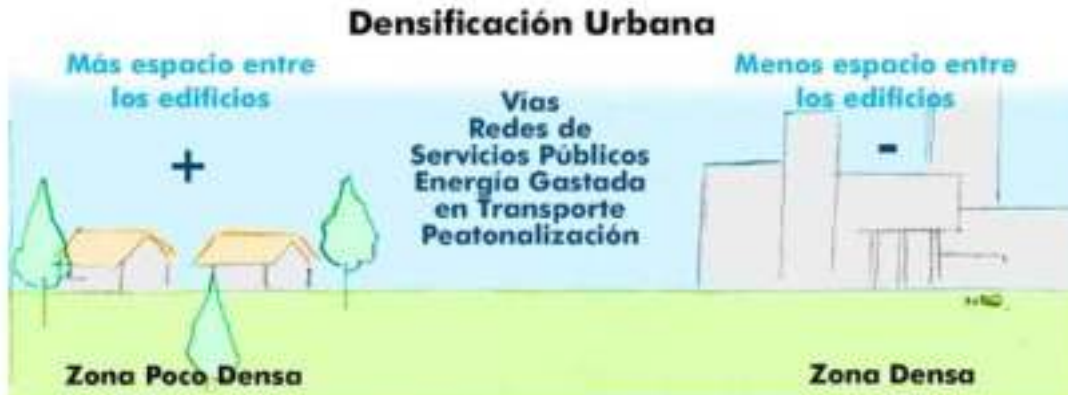 Densificación Urbana
Más espacio entre
los edificios
+
Vías
Redes de
Servicios Públicos
Energía Gastada
en Transporte
Peatonalización
Menos espacio entre
los edificios
-
Zona Poco Densa
Zona Densa